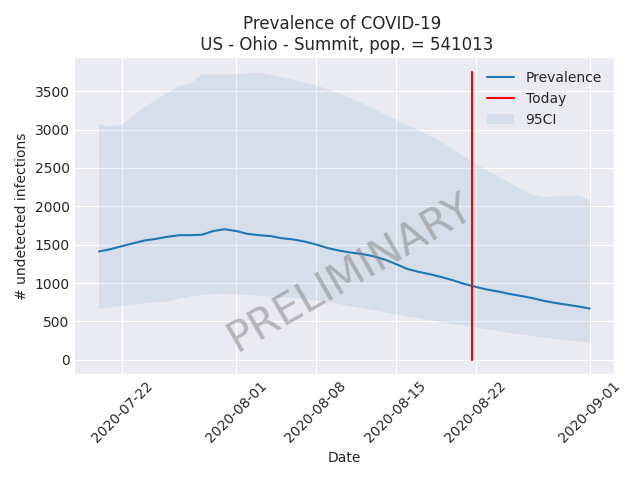 Prevalence of COVID-19
US - Ohio - Summit, pop. = 541013
# undetected infections
3500
3000
2500
2000
1500
1000
500
0
Prevalence
Today
95CI
PRELIMINARY
2020-07-22
2020-08-01
2020-08-08
2020-08-15
2020-08-22
2020-09-01
Date